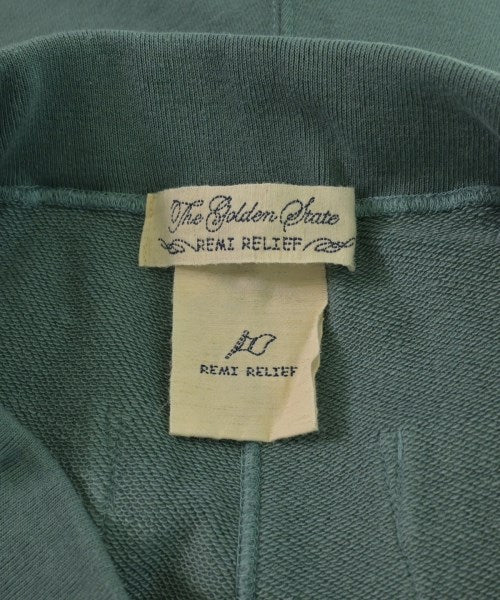 The Golden State
REMI RELIEF
REMI RELIEF